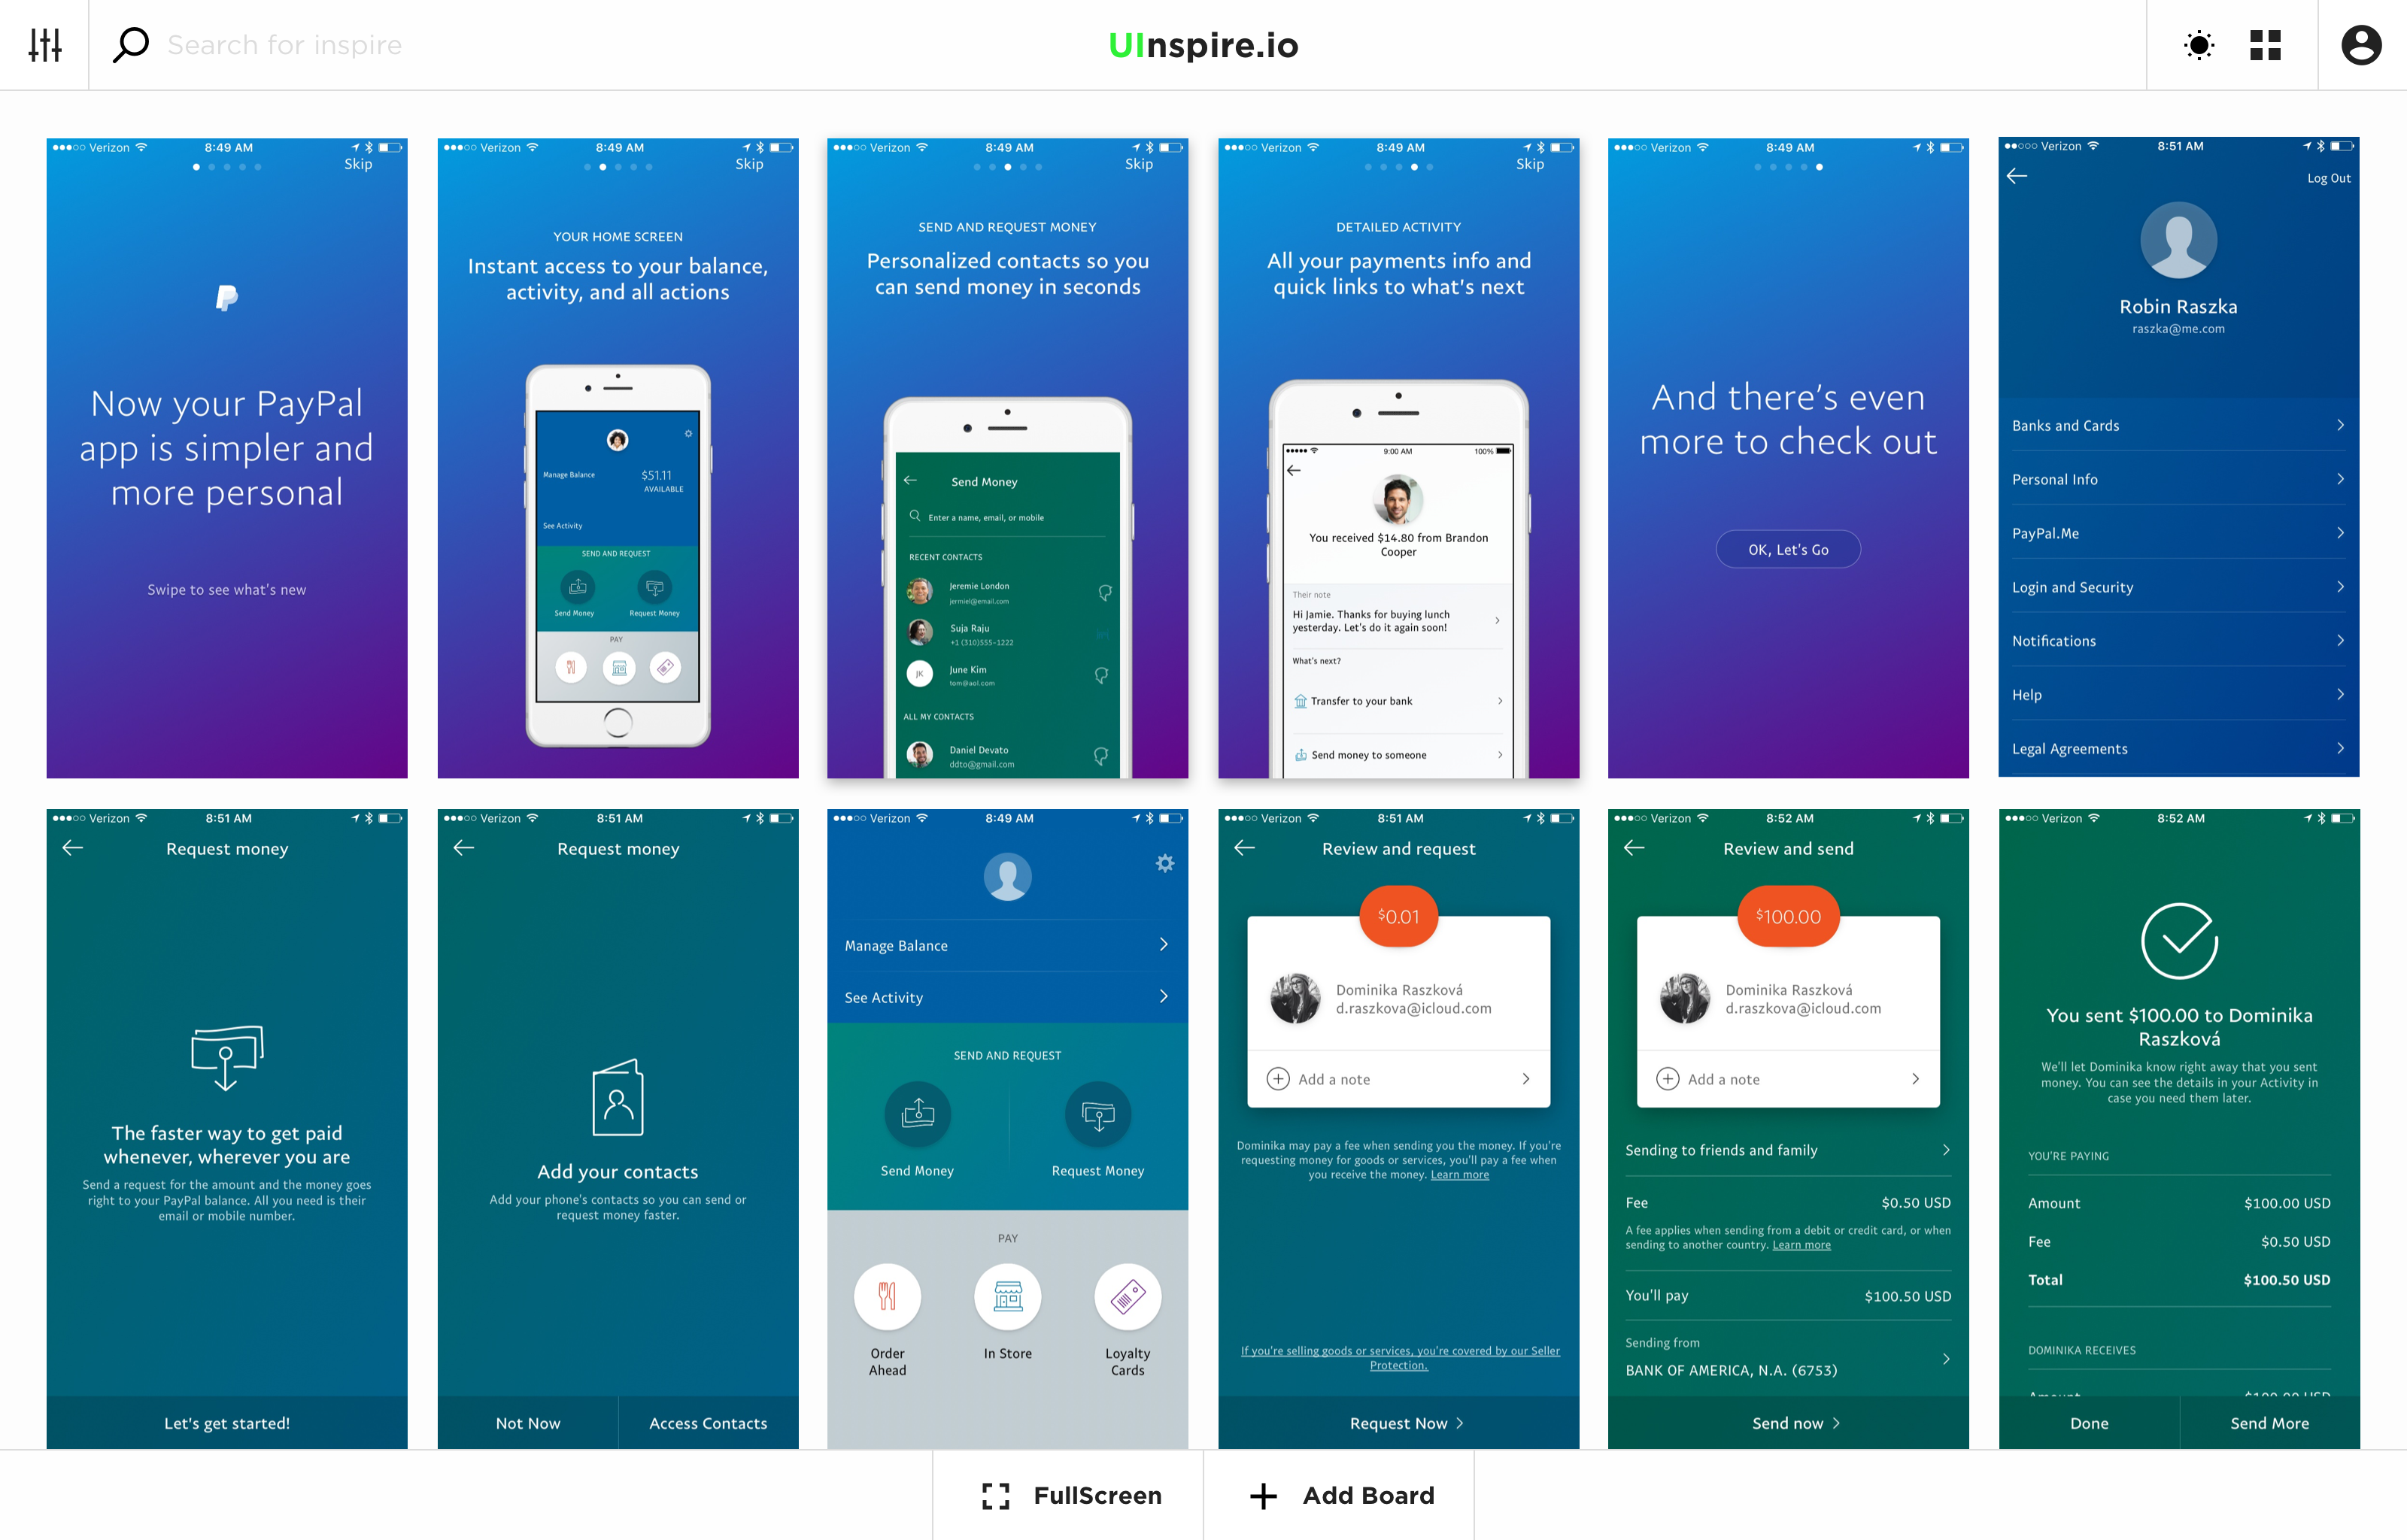 Search for inspire
UInspire.io
Verizon 8:49 AM
Skip
Now your PayPal
app is simpler and
more personal
Swipe to see what's new
Verizon 8:49 AM
Skip
YOUR HOME SCREEN
Instant access to your balance,
activity, and all actions
Manage Balance
$51.11
AVAILABLE
See Activity
SEND AND REQUEST
Send Money
Request Money
PAY
Verizon 8:49 AM
Skip
SEND AND REQUEST MONEY
Personalized contacts so you
can send money in seconds
Send Money
Enter a name, email, or mobile
RECENT CONTACTS
Jeremie London
jermiel@email.com
Suja Raju
+1 (310)555-1222
JK
June Kim
tom@aol.com
ALL MY CONTACTS
Daniel Devato
ddto@gmail.com
Verizon 8:49 AM
Skip
DETAILED ACTIVITY
All your payments info and
quick links to what's next
9:00 AM 100%
You received $14.80 from Brandon
Cooper
Their note
Hi Jamie. Thanks for buying lunch
yesterday. Let's do it again soon!
What's next?
Transfer to your bank
Send money to someone
Verizon 8:49 AM
And there's even
more to check out
OK, Let's Go
Verizon 8:51 AM
Log Out
Robin Raszka
raszka@me.com
Banks and Cards
Personal Info
PayPal.Me
Login and Security
Notifications
Help
Legal Agreements
Verizon 8:51 AM
Request money
The faster way to get paid
whenever, wherever you are
Send a request for the amount and the money goes
right to your PayPal balance. All you need is their
email or mobile number.
Let's get started!
Verizon 8:51 AM
Request money
Add your contacts
Add your phone's contacts so you can send or
request money faster.
Not Now
Access Contacts
Verizon 8:49 AM
Manage Balance
See Activity
SEND AND REQUEST
Send Money
Request Money
PAY
Order
Ahead
In Store
Loyalty
Cards
Verizon 8:51 AM
Review and request
$0.01
Dominika Raszková
d.raszkova@icloud.com
Add a note
Dominika may pay a fee when sending you the money. If you're
requesting money for goods or services, you'll pay a fee when
you receive the money. Learn more
If you're selling goods or services, you're covered by our Seller
Protection.
Request Now
Verizon 8:52 AM
Review and send
$100.00
Dominika Raszková
d.raszkova@icloud.com
Add a note
Sending to friends and family
Fee $0.50 USD
A fee applies when sending from a debit or credit card, or when
sending to another country. Learn more
You'll pay $100.50 USD
Sending from
BANK OF AMERICA, N.A. (6753)
Send now
Verizon 8:52 AM
You sent $100.00 to Dominika
Raszková
We'll let Dominika know right away that you sent
money. You can see the details in your Activity in
case you need them later.
YOU'RE PAYING
Amount $100.00 USD
Fee $0.50 USD
Total $100.50 USD
DOMINIKA RECEIVES
Amount $100.00 USD
Done
Send More
FullScreen
Add Board